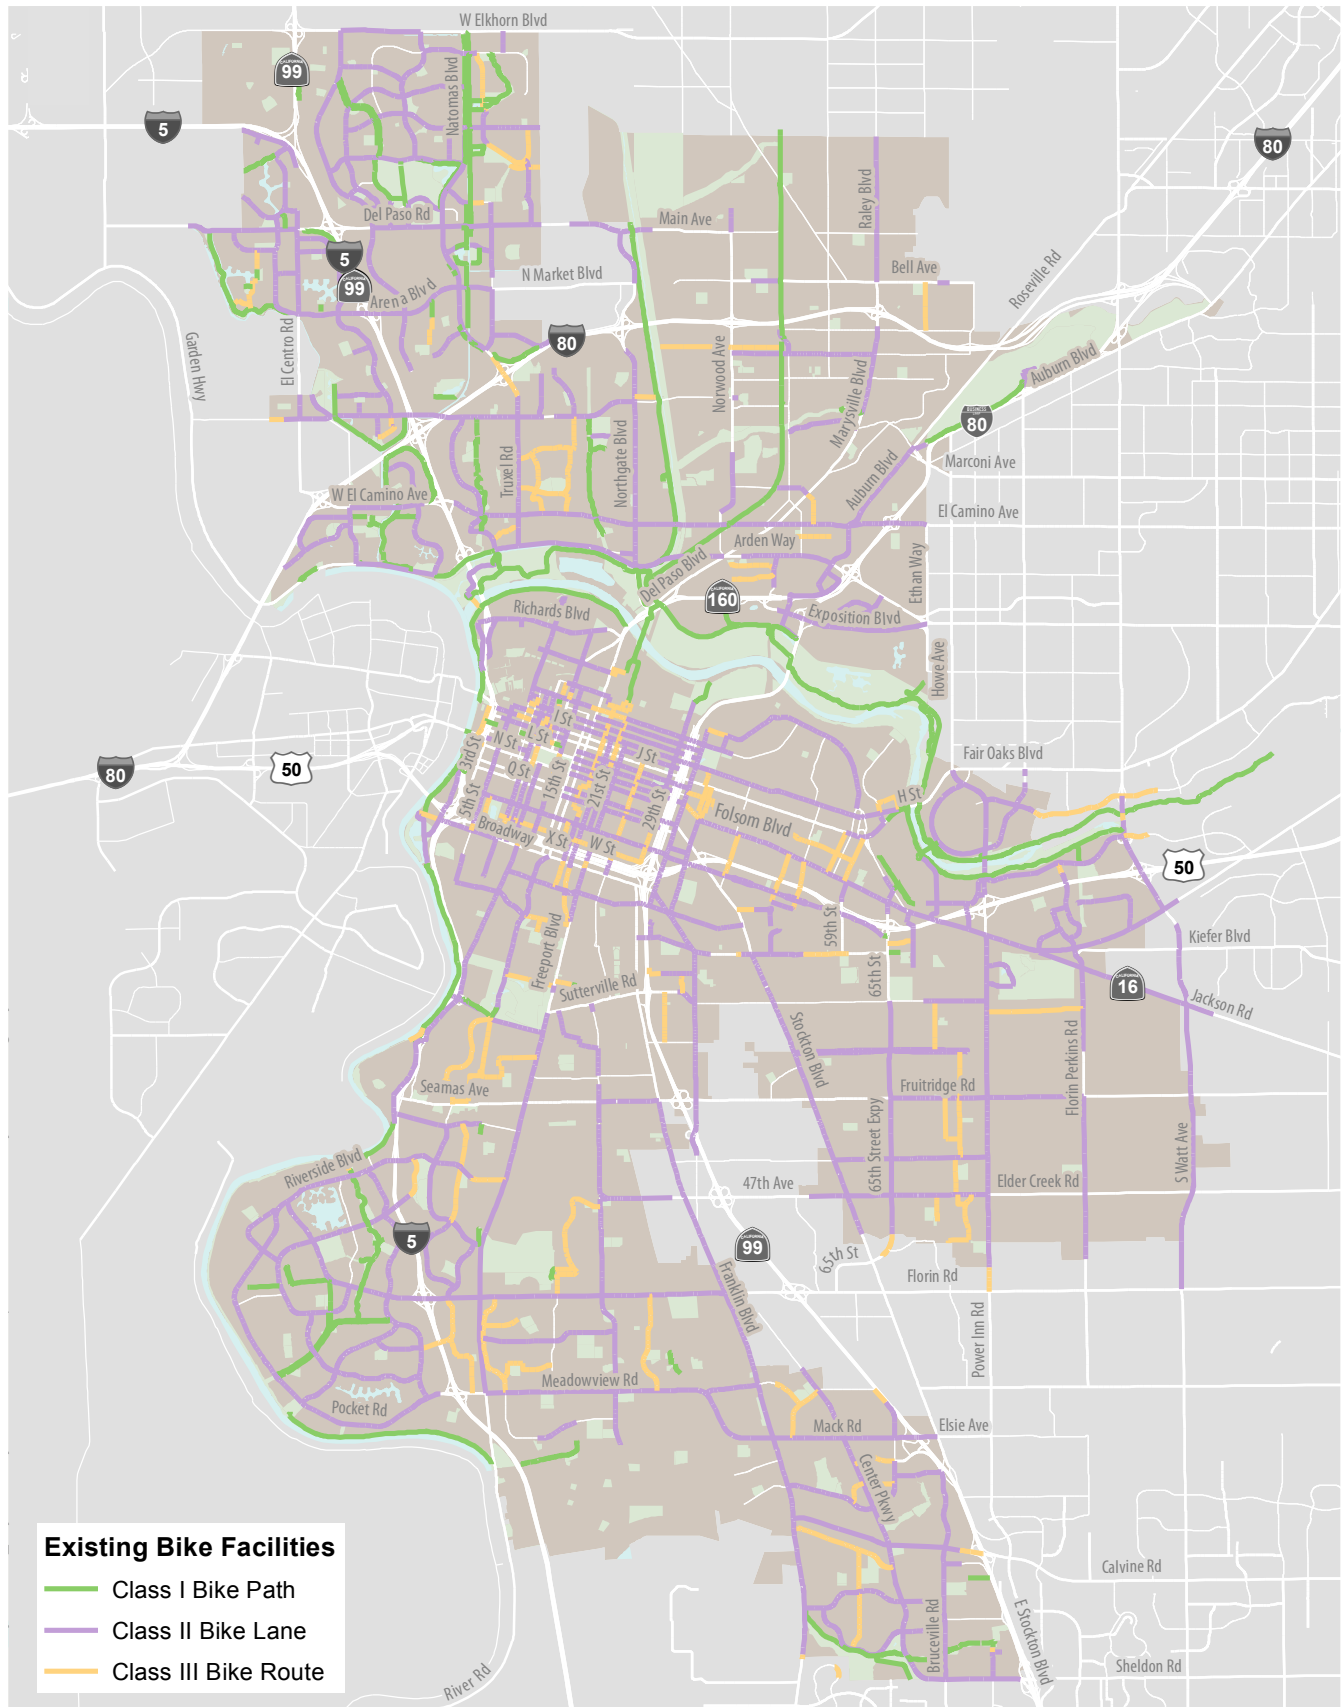 W Elkhorn Blvd
CALIFORNIA
99
Natomas Blvd
5
80
Raley Blvd
Del Paso Rd
Main Ave
5
CALIFORNIA
99
N Market Blvd
Bell Ave
Roseville Rd
Arena Blvd
Garden Hwy
El Centro Rd
80
Norwood Ave
Marysville Blvd
Auburn Blvd
BUSINESS
80
Truxel Rd
Northgate Blvd
Auburn Blvd
Marconi Ave
W El Camino Ave
El Camino Ave
Arden Way
Del Paso Blvd
Ethan Way
CALIFORNIA
160
Richards Blvd
Exposition Blvd
Howe Ave
I St
L St
N St
J St
3rd St
Q St
15th St
21st St
29th St
5th St
Fair Oaks Blvd
H St
80
50
Folsom Blvd
Broadway
X St
W St
50
Freeport Blvd
59th St
65th St
Kiefer Blvd
Sutterville Rd
CALIFORNIA
16
Jackson Rd
Stockton Blvd
Florin Perkins Rd
Seamas Ave
Fruitridge Rd
65th Street Expy
S Watt Ave
Riverside Blvd
47th Ave
Elder Creek Rd
5
CALIFORNIA
99
65th St
Florin Rd
Franklin Blvd
Power Inn Rd
Meadowview Rd
Pocket Rd
Mack Rd
Elsie Ave
Center Pkwy
Calvine Rd
Bruceville Rd
E Stockton Blvd
Sheldon Rd
River Rd
Existing Bike Facilities
Class I Bike Path
Class II Bike Lane
Class III Bike Route